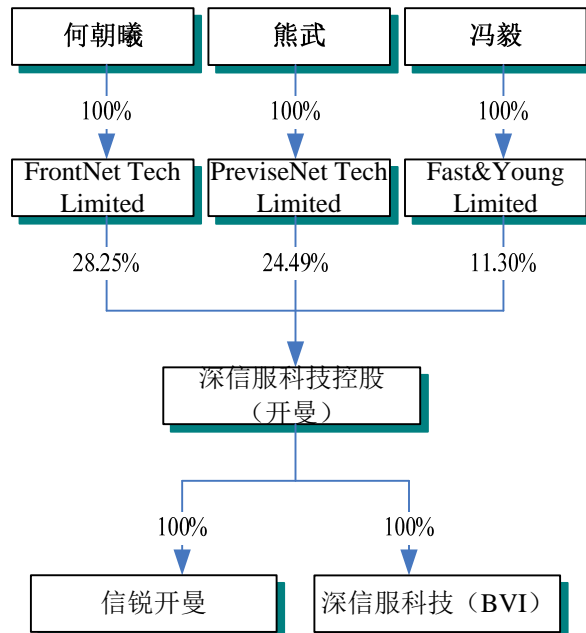 何朝曦
熊武
冯毅
100%
100%
100%
FrontNet Tech
Limited
PreviseNet Tech
Limited
Fast&Young
Limited
28.25%
24.49%
11.30%
深信服科技控股
（开曼）
100%
100%
信锐开曼
深信服科技（BVI）